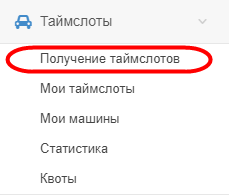 Таймслоты
Получение таймслотов
Мои таймслоты
Мои машины
Статистика
Квоты